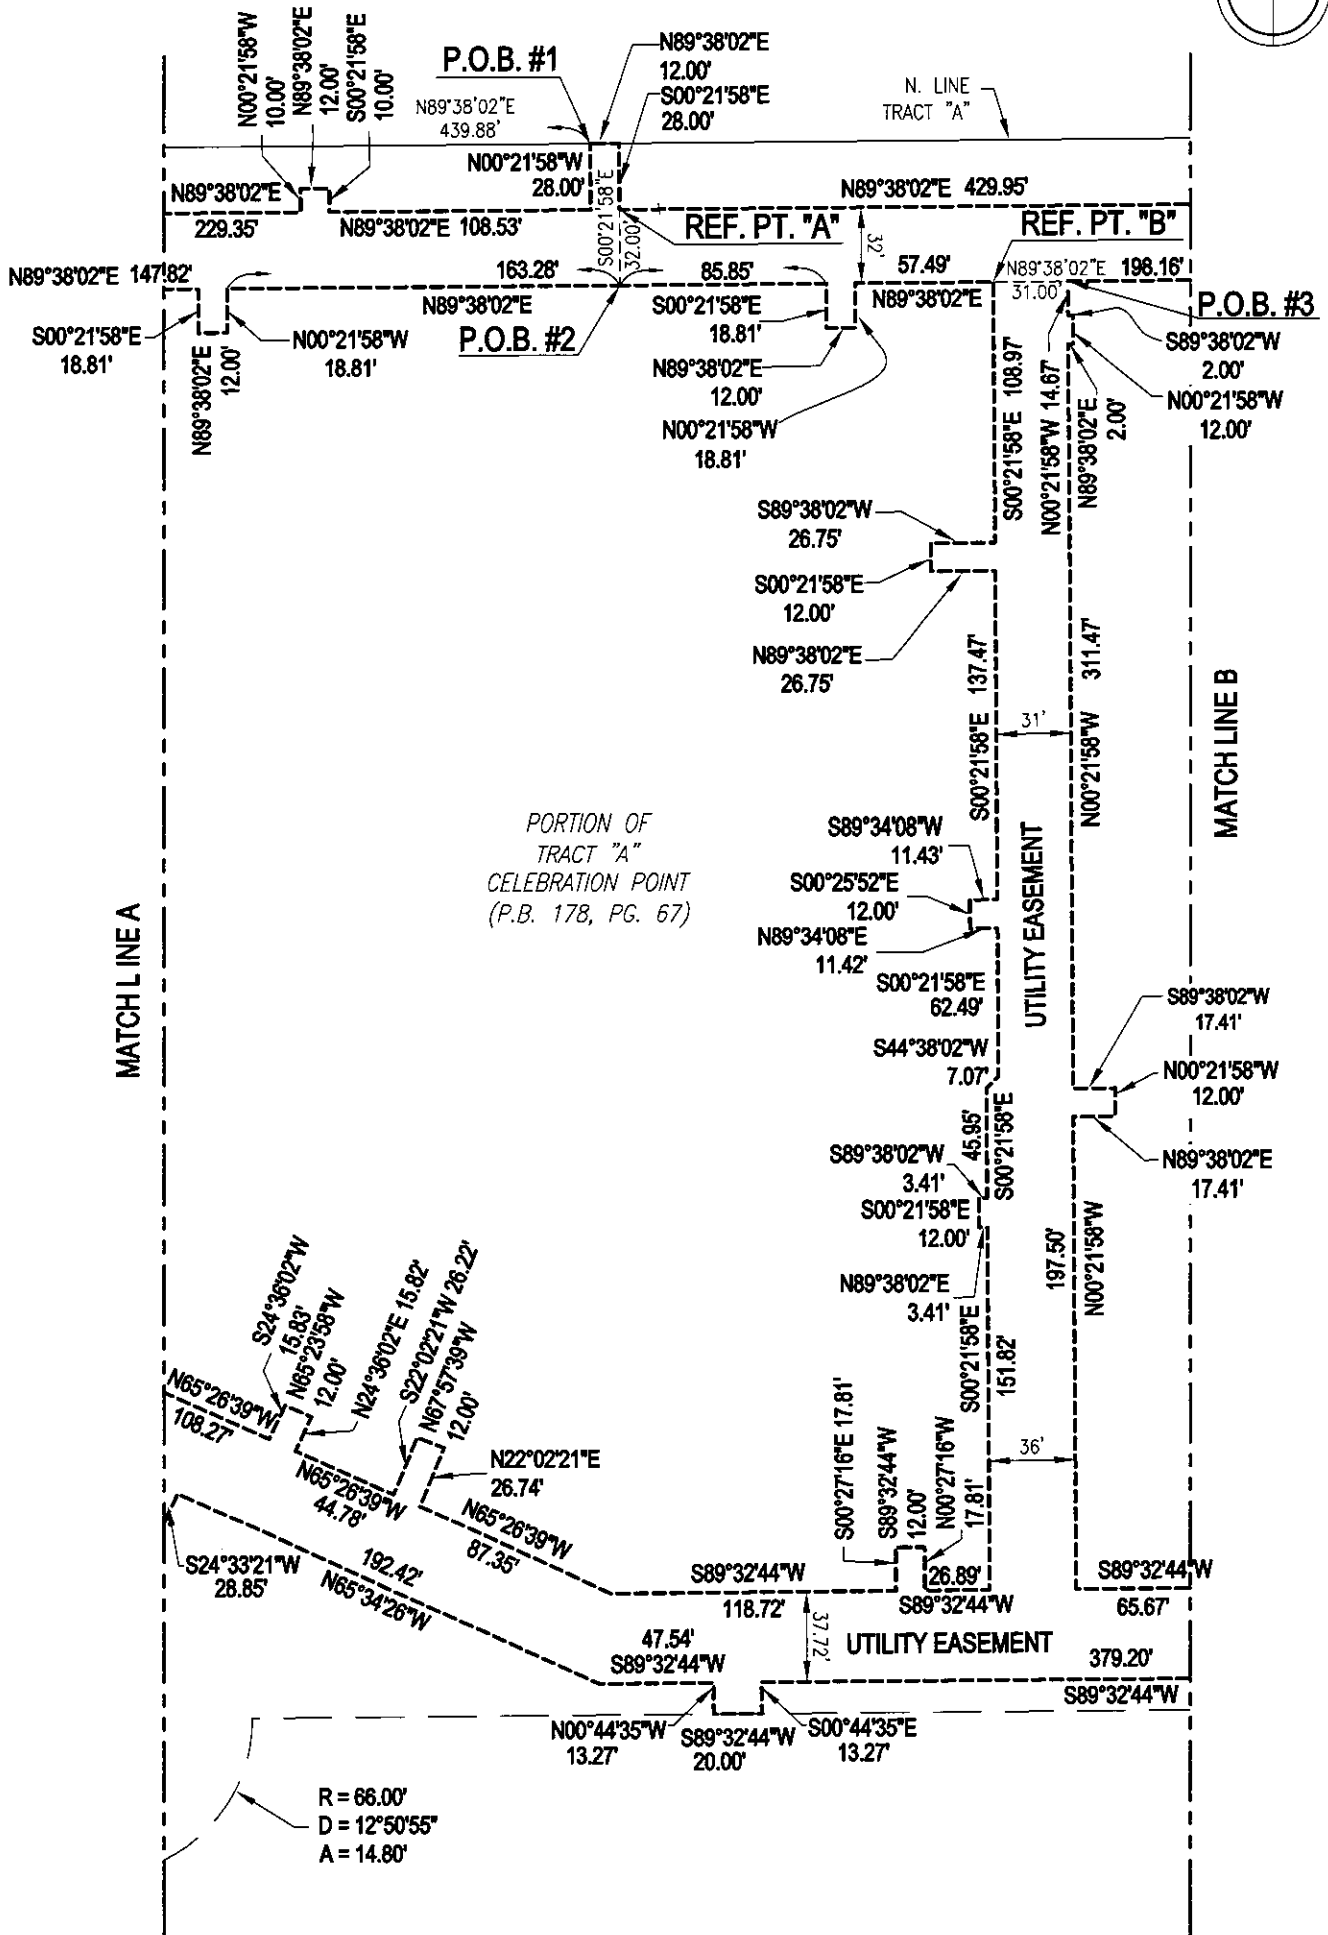 N00°21'58"W
10.00'
N89°38'02"E
12.00'
S00°21'58"E
10.00'
P.O.B. #1
N89°38'02"E
12.00'
S00°21'58"E
28.00'
N89°38'02"E
439.88'
N. LINE
TRACT "A"
N00°21'58"W
28.00'
N89°38'02"E
229.35'
N89°38'02"E 108.53'
S00°21'58"E
32.00'
N89°38'02"E 429.95'
REF. PT. "A"
32'
REF. PT. "B"
N89°38'02"E 147.82'
163.28'
N89°38'02"E
85.85'
57.49'
N89°38'02"E
N89°38'02"E
31.00'
198.16'
P.O.B. #2
P.O.B. #3
S00°21'58"E
18.81'
N89°38'02"E
12.00'
N00°21'58"W
18.81'
S00°21'58"E
18.81'
N89°38'02"E
12.00'
N00°21'58"W
18.81'
S00°21'58"E 108.97'
N00°21'58"W 14.67'
S89°38'02"W
2.00'
N89°38'02"E
2.00'
N00°21'58"W
12.00'
S89°38'02"W
26.75'
S00°21'58"E
12.00'
N89°38'02"E
26.75'
S00°21'58"E 137.47'
311.47'
N00°21'58"W
31'
MATCH LINE B
PORTION OF
TRACT "A"
CELEBRATION POINT
(P.B. 178, PG. 67)
S89°34'08"W
11.43'
S00°25'52"E
12.00'
N89°34'08"E
11.42'
UTILITY EASEMENT
MATCH LINE A
S00°21'58"E
62.49'
S44°38'02"W
7.07'
S89°38'02"W
17.41'
N00°21'58"W
12.00'
N89°38'02"E
17.41'
45.95'
S00°21'58"E
S89°38'02"W
3.41'
S00°21'58"E
12.00'
N89°38'02"E
3.41'
197.50'
N00°21'58"W
S00°21'58"E
151.82'
36'
S24°36'02"W
15.83'
N65°23'58"W
12.00'
N24°36'02"E 15.82'
S22°02'21"W 26.22'
N67°57'39"W
12.00'
N22°02'21"E
26.74'
N65°26'39"W
108.27'
N65°26'39"W
44.78'
N65°26'39"W
87.35'
S00°27'16"E 17.81'
S89°32'44"W
12.00'
N00°27'16"W
17.81'
26.89'
S89°32'44"W
S24°33'21"W
28.85'
192.42'
N65°34'26"W
S89°32'44"W
118.72'
S89°32'44"W
65.67'
37.72'
UTILITY EASEMENT
47.54'
S89°32'44"W
379.20'
S89°32'44"W
N00°44'35"W
13.27'
S89°32'44"W
20.00'
S00°44'35"E
13.27'
R = 66.00'
D = 12°50'55"
A = 14.80'